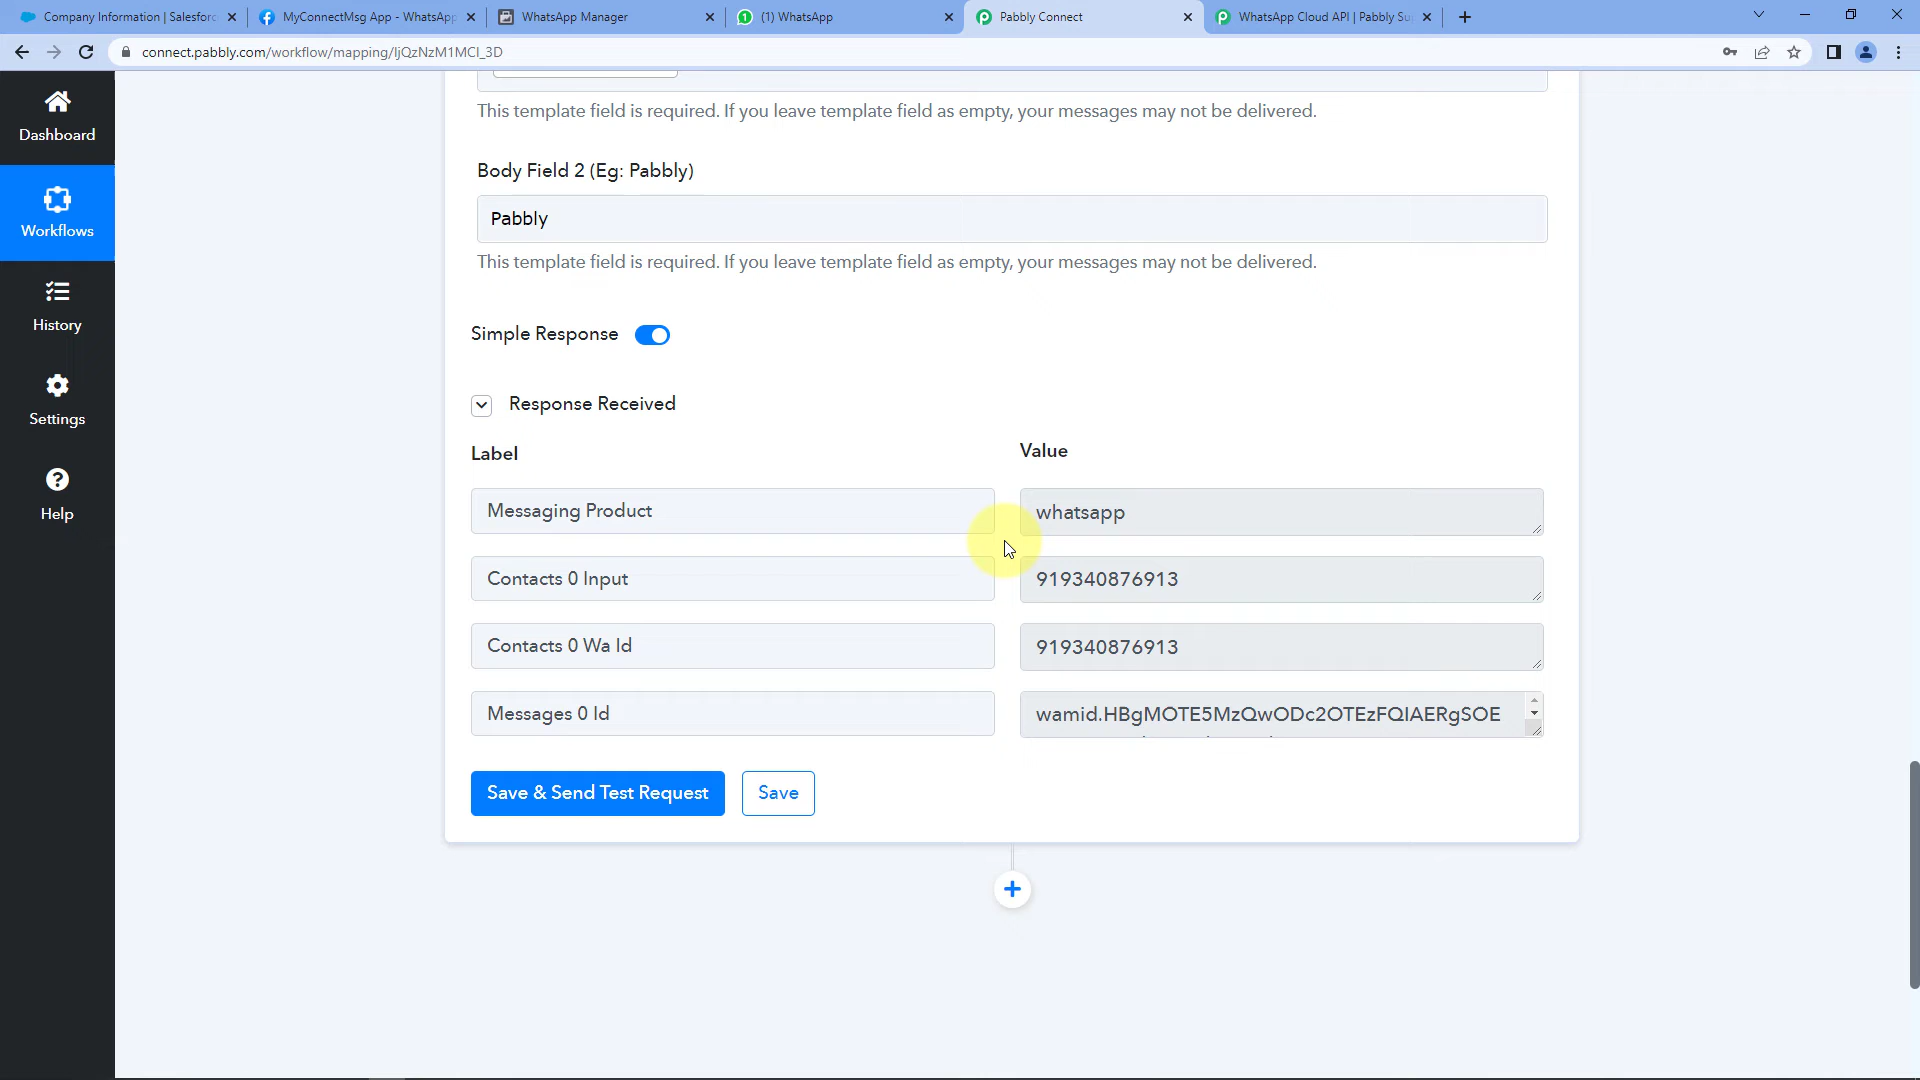 Company Information | Salesforc
MyConnectMsg App - WhatsApp
WhatsApp Manager
(1) WhatsApp
Pabbly Connect
WhatsApp Cloud API | Pabbly Su
connect.pabbly.com/workflow/mapping/IjQzNzM1MCI_3D
Dashboard
Workflows
History
Settings
Help
This template field is required. If you leave template field as empty, your messages may not be delivered.
Body Field 2 (Eg: Pabbly)
Pabbly
This template field is required. If you leave template field as empty, your messages may not be delivered.
Simple Response
Response Received
Label
Value
Messaging Product
whatsapp
Contacts 0 Input
919340876913
Contacts 0 Wa Id
919340876913
Messages 0 Id
wamid.HBgMOTE5MzQwODc2OTEzFQIAERgSOE
Save & Send Test Request
Save